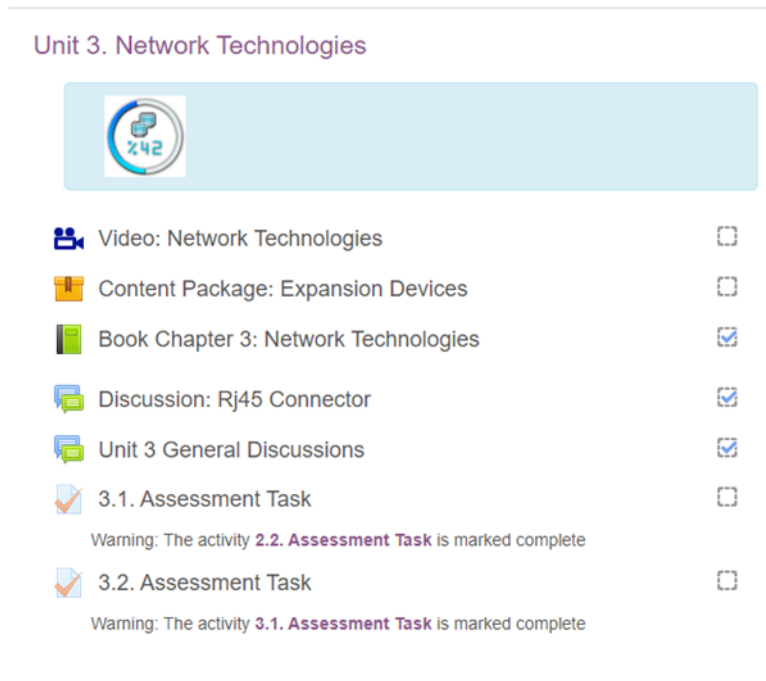 Unit 3. Network Technologies
%42
Video: Network Technologies
Content Package: Expansion Devices
Book Chapter 3: Network Technologies
Discussion: Rj45 Connector
Unit 3 General Discussions
3.1. Assessment Task
Warning: The activity 2.2. Assessment Task is marked complete
3.2. Assessment Task
Warning: The activity 3.1. Assessment Task is marked complete